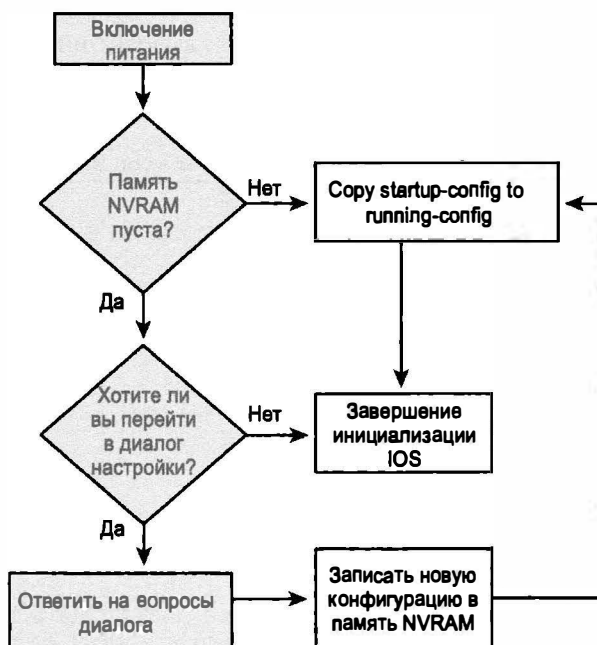 Включение
питания
Память
NVRAM
пуста?
Нет
Copy startup-config to
running-config
Да
Хотите ли
вы перейти
в диалог
настройки?
Нет
Завершение
инициализации
IOS
Да
Ответить на вопросы
диалога
Записать новую
конфигурацию в
память NVRAM